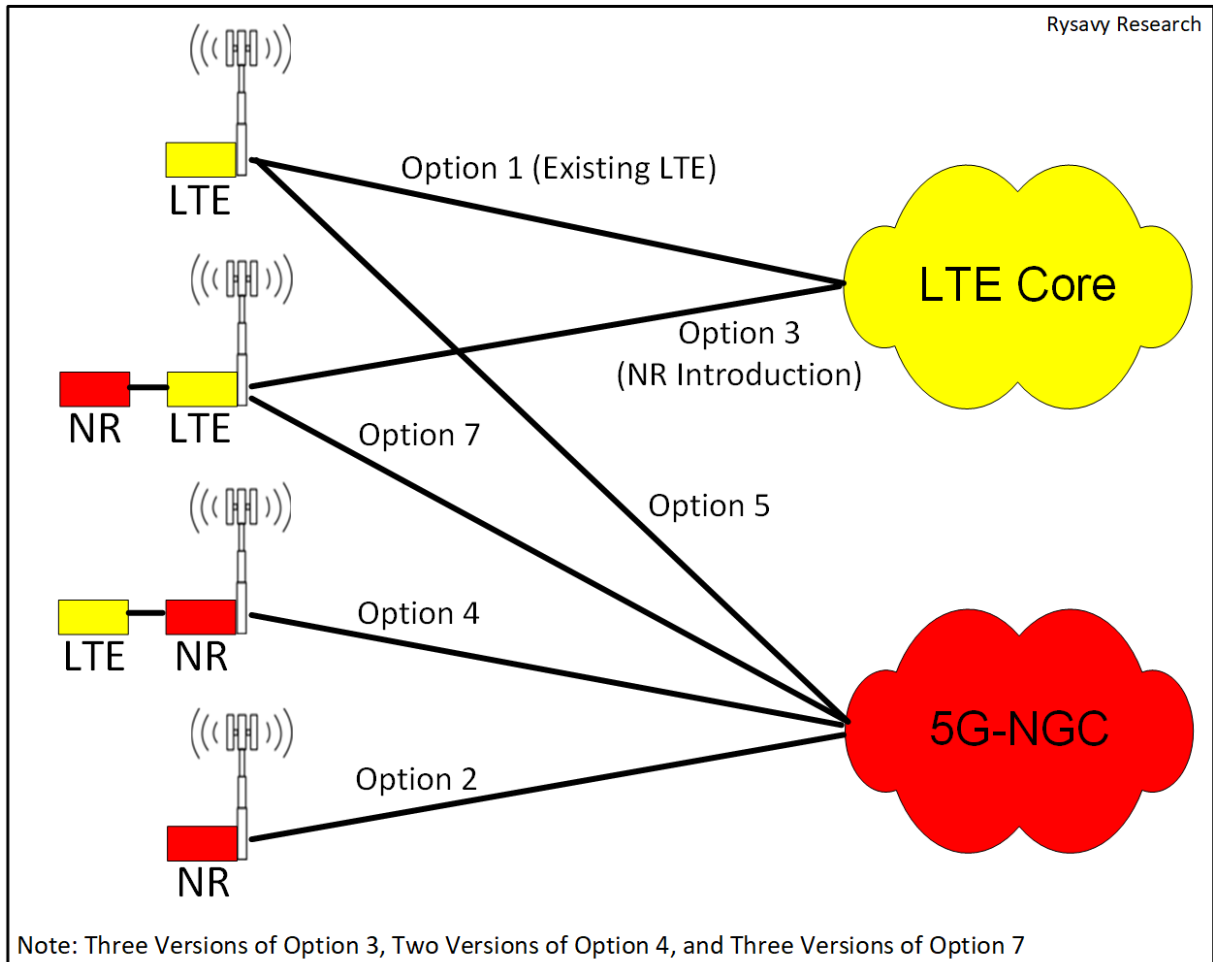 Rysavy Research
LTE
Option 1 (Existing LTE)
LTE Core
Option 3
(NR Introduction)
NR
LTE
Option 7
Option 5
Option 4
LTE
NR
5G-NGC
Option 2
NR
Note: Three Versions of Option 3, Two Versions of Option 4, and Three Versions of Option 7